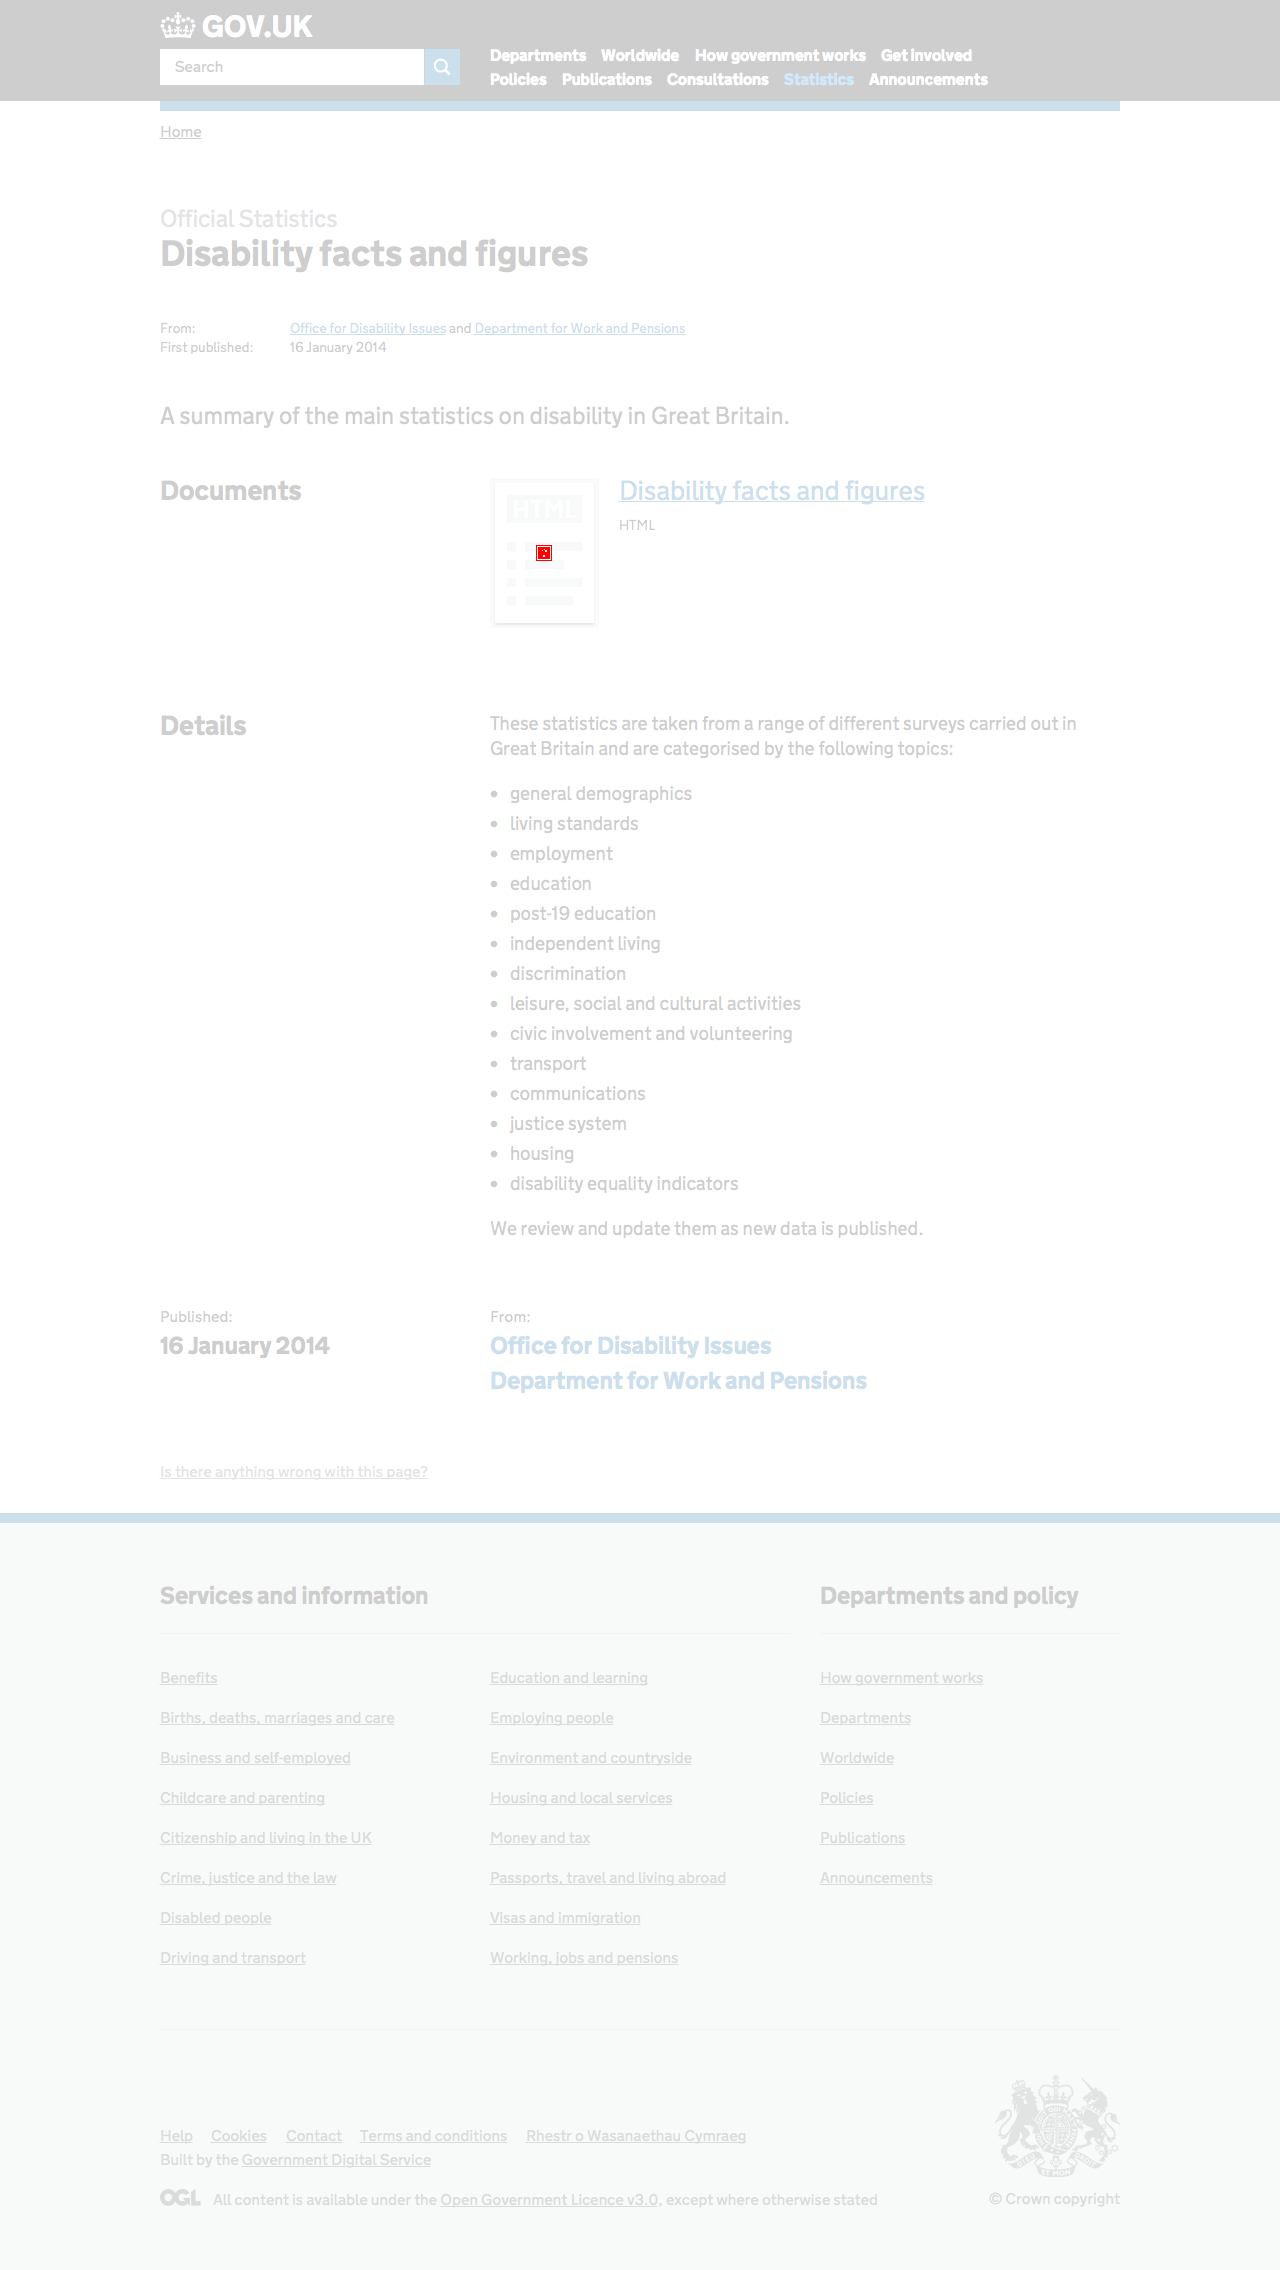 GOV.UK
Search
Departments Worldwide How government works Get involved
Policies Publications Consultations Statistics Announcements
Home
Official Statistics
Disability facts and figures
From: Office for Disability Issues and Department for Work and Pensions
First published: 16 January 2014
A summary of the main statistics on disability in Great Britain.
Documents
HTML
Disability facts and figures
HTML
Details
These statistics are taken from a range of different surveys carried out in
Great Britain and are categorised by the following topics:
• general demographics
• living standards
• employment
• education
• post-19 education
• independent living
• discrimination
• leisure, social and cultural activities
• civic involvement and volunteering
• transport
• communications
• justice system
• housing
• disability equality indicators
We review and update them as new data is published.
Published:
16 January 2014
From:
Office for Disability Issues
Department for Work and Pensions
Is there anything wrong with this page?
Services and information
Benefits
Births, deaths, marriages and care
Business and self-employed
Childcare and parenting
Citizenship and living in the UK
Crime, justice and the law
Disabled people
Driving and transport
Education and learning
Employing people
Environment and countryside
Housing and local services
Money and tax
Passports, travel and living abroad
Visas and immigration
Working, jobs and pensions
Departments and policy
How government works
Departments
Worldwide
Policies
Publications
Announcements
Help Cookies Contact Terms and conditions Rhestr o Wasanaethau Cymraeg
Built by the Government Digital Service
OGL All content is available under the Open Government Licence v3.0, except where otherwise stated
© Crown copyright